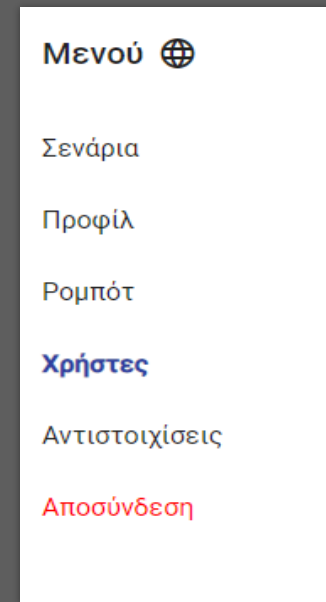 Μενού
Σενάρια
Προφίλ
Ρομπότ
Χρήστες
Αντιστοιχίσεις
Αποσύνδεση